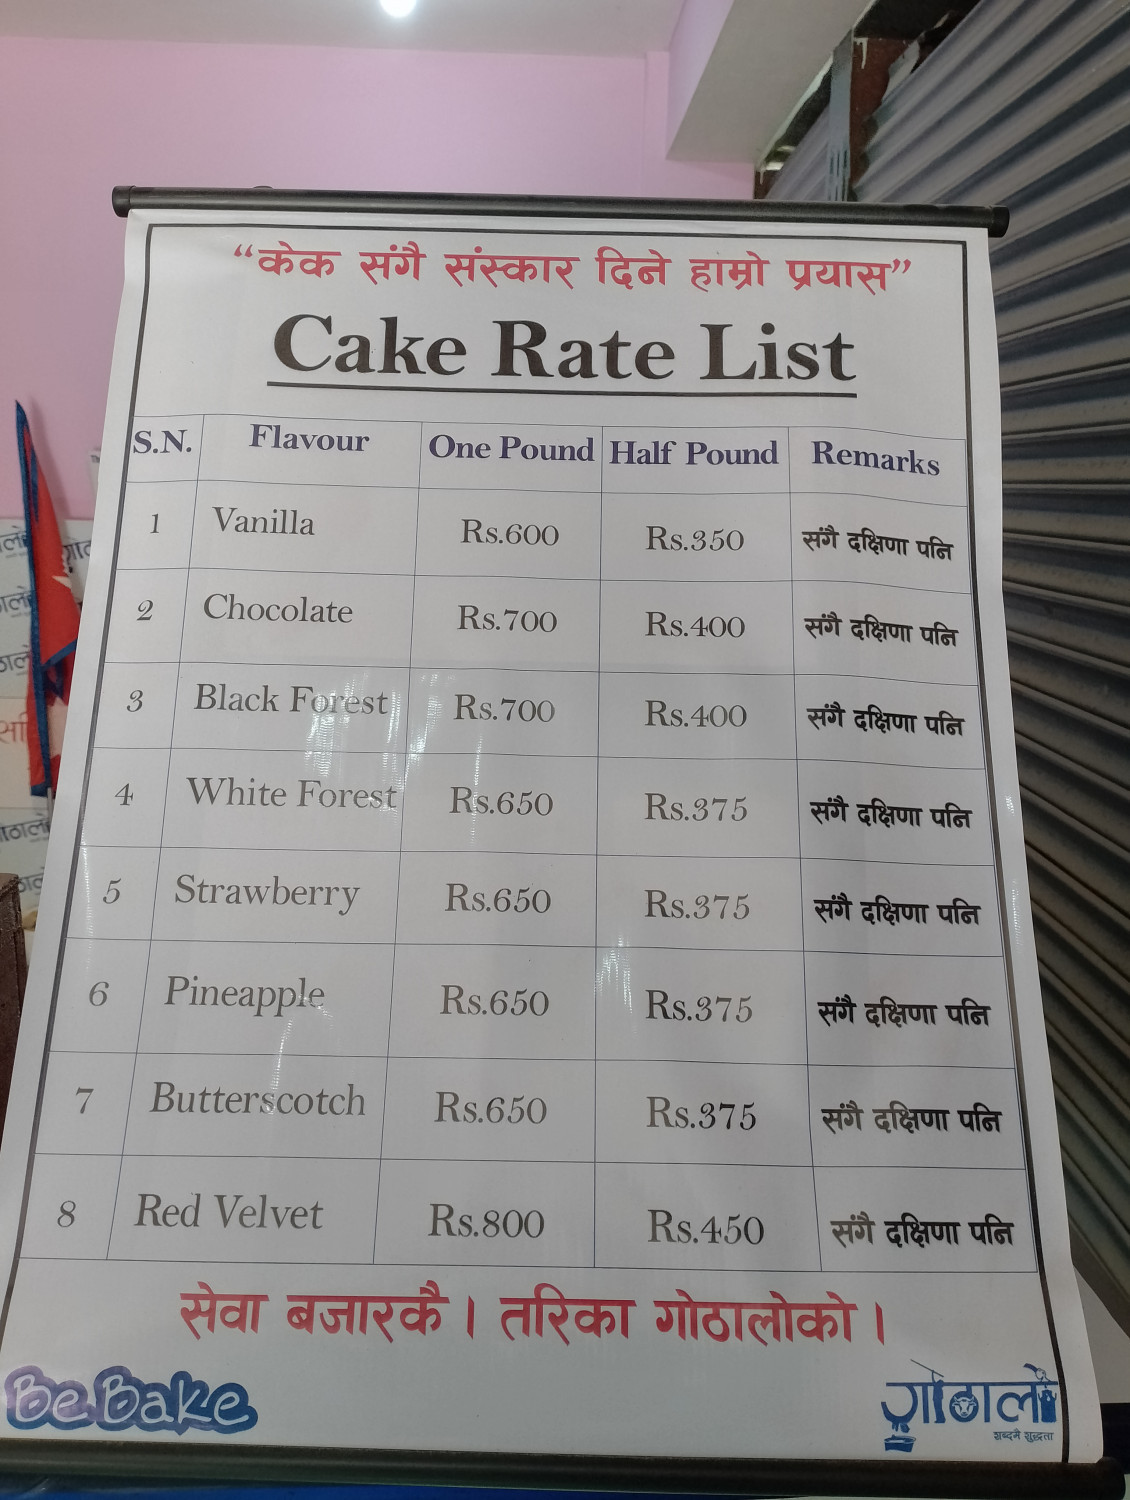 “केक संगै संस्कार दिने हाम्रो प्रयास”
Cake Rate List
S.N. Flavour One Pound Half Pound Remarks
1 Vanilla Rs.600 Rs.350 संगै दक्षिणा पनि
2 Chocolate Rs.700 Rs.400 संगै दक्षिणा पनि
3 Black Forest Rs.700 Rs.400 संगै दक्षिणा पनि
4 White Forest Rs.650 Rs.375 संगै दक्षिणा पनि
5 Strawberry Rs.650 Rs.375 संगै दक्षिणा पनि
6 Pineapple Rs.650 Rs.375 संगै दक्षिणा पनि
7 Butterscotch Rs.650 Rs.375 संगै दक्षिणा पनि
8 Red Velvet Rs.800 Rs.450 संगै दक्षिणा पनि
सेवा बजारकै । तरिका गोठालोको ।
Be Bake
गोठालो
शब्दमै शुद्धता